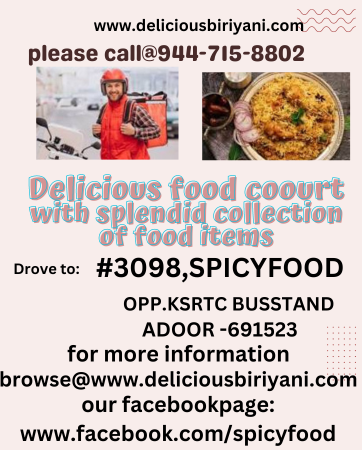 www.deliciousbiriyani.com
please call@944-715-8802
Delicious food coourt
with splendid collection
of food items
Drove to: #3098,SPICYFOOD
OPP.KSRTC BUSSTAND
ADOOR -691523
for more information
browse@www.deliciousbiriyani.com
our facebookpage:
www.facebook.com/spicyfood